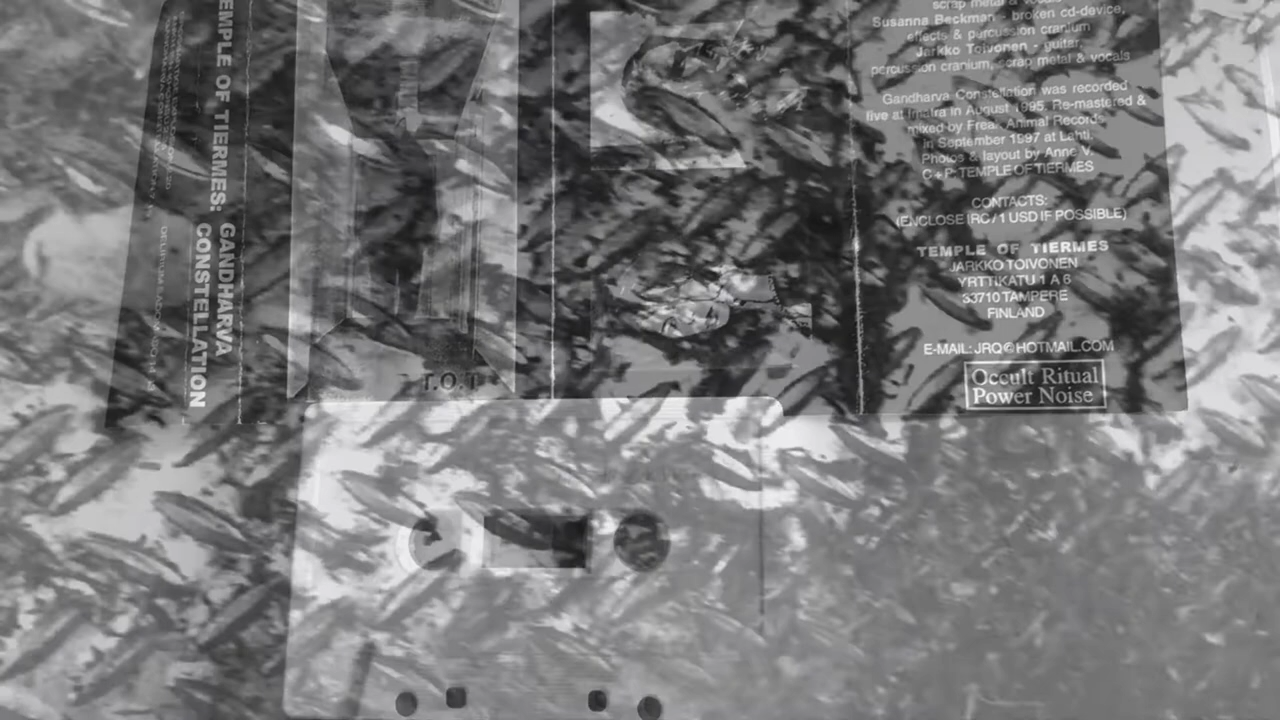 TEMPLE OF TIERMES: GANDHARVA
CONSTELLATION
T.O.T
scrap metal & vocals
Susanna Beckman - broken cd-device,
effects & percussion cranium
Jarkko Toivonen - guitar,
percussion cranium, scrap metal & vocals
Gandharva Constellation was recorded
live at Imatra in August 1995. Re-mastered &
mixed by Freak Animal Records
in September 1997 at Lahti.
Photos & layout by Anne V.
C + P TEMPLE OF TIERMES
CONTACTS:
(ENCLOSE IRC / 1 USD IF POSSIBLE)
TEMPLE OF TIERMES
JARKKO TOIVONEN
YRTTIKATU 1 A 6
33710 TAMPERE
FINLAND
E-MAIL: JRQ@HOTMAIL.COM
Occult Ritual
Power Noise